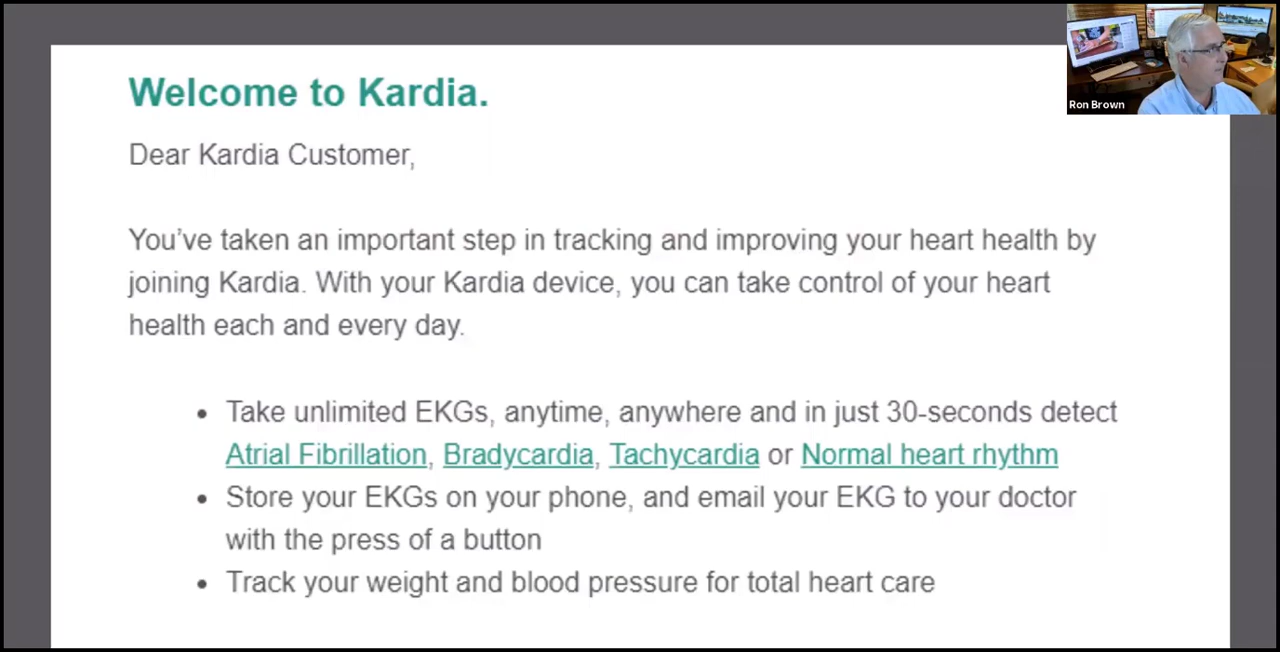 Welcome to Kardia.
Ron Brown
Dear Kardia Customer,
You’ve taken an important step in tracking and improving your heart health by
joining Kardia. With your Kardia device, you can take control of your heart
health each and every day.
• Take unlimited EKGs, anytime, anywhere and in just 30-seconds detect
Atrial Fibrillation, Bradycardia, Tachycardia or Normal heart rhythm
• Store your EKGs on your phone, and email your EKG to your doctor
with the press of a button
• Track your weight and blood pressure for total heart care